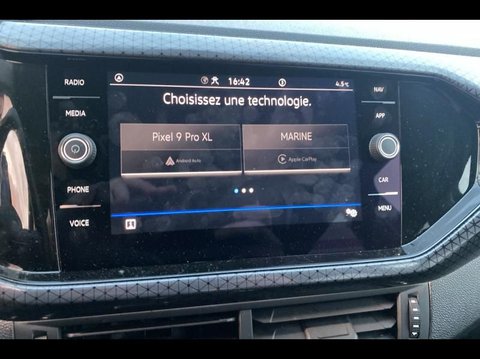 RADIO
MEDIA
PHONE
VOICE
16:42
4.5°C
Choisissez une technologie.
Pixel 9 Pro XL
Android Auto
MARINE
Apple CarPlay
NAV
APP
CAR
MENU